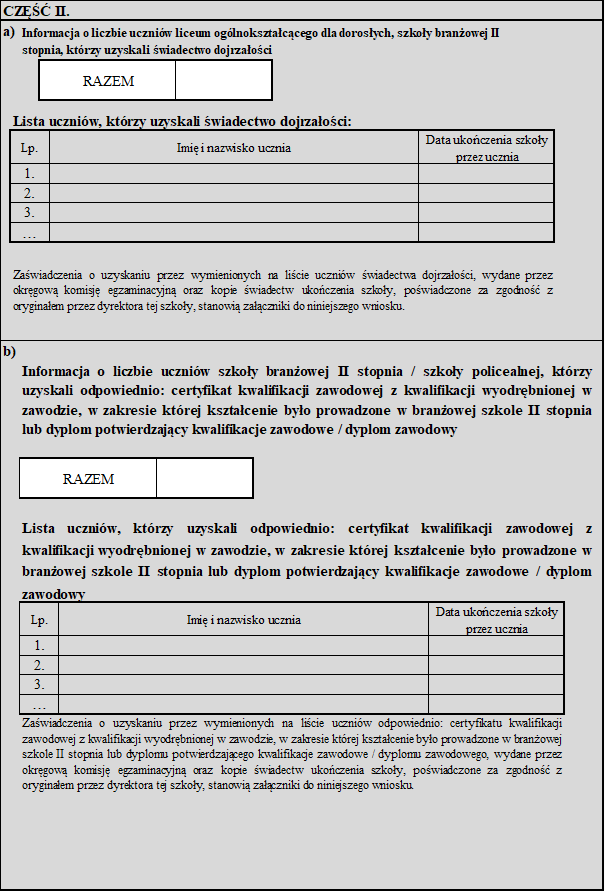 CZĘŚĆ II.
a) Informacja o liczbie uczniów liceum ogólnokształcącego dla dorosłych, szkoły branżowej II
stopnia, którzy uzyskali świadectwo dojrzałości
RAZEM
Lista uczniów, którzy uzyskali świadectwo dojrzałości:
Lp. Imię i nazwisko ucznia Data ukończenia szkoły
przez ucznia
1.
2.
3.
…
Zaświadczenia o uzyskaniu przez wymienionych na liście uczniów świadectwa dojrzałości, wydane przez
okręgową komisję egzaminacyjną oraz kopie świadectw ukończenia szkoły, poświadczone za zgodność z
oryginałem przez dyrektora tej szkoły, stanowią załączniki do niniejszego wniosku.
b)
Informacja o liczbie uczniów szkoły branżowej II stopnia / szkoły policealnej, którzy
uzyskali odpowiednio: certyfikat kwalifikacji zawodowej z kwalifikacji wyodrębnionej w
zawodzie, w zakresie której kształcenie było prowadzone w branżowej szkole II stopnia
lub dyplom potwierdzający kwalifikacje zawodowe / dyplom zawodowy
RAZEM
Lista uczniów, którzy uzyskali odpowiednio: certyfikat kwalifikacji zawodowej z
kwalifikacji wyodrębnionej w zawodzie, w zakresie której kształcenie było prowadzone w
branżowej szkole II stopnia lub dyplom potwierdzający kwalifikacje zawodowe / dyplom
zawodowy
Lp. Imię i nazwisko ucznia Data ukończenia szkoły
przez ucznia
1.
2.
3.
…
Zaświadczenia o uzyskaniu przez wymienionych na liście uczniów odpowiednio: certyfikatu kwalifikacji
zawodowej z kwalifikacji wyodrębnionej w zawodzie, w zakresie której kształcenie było prowadzone w branżowej
szkole II stopnia lub dyplomu potwierdzającego kwalifikacje zawodowe / dyplomu zawodowego, wydane przez
okręgową komisję egzaminacyjną oraz kopie świadectw ukończenia szkoły, poświadczone za zgodność z
oryginałem przez dyrektora tej szkoły, stanowią załączniki do niniejszego wniosku.